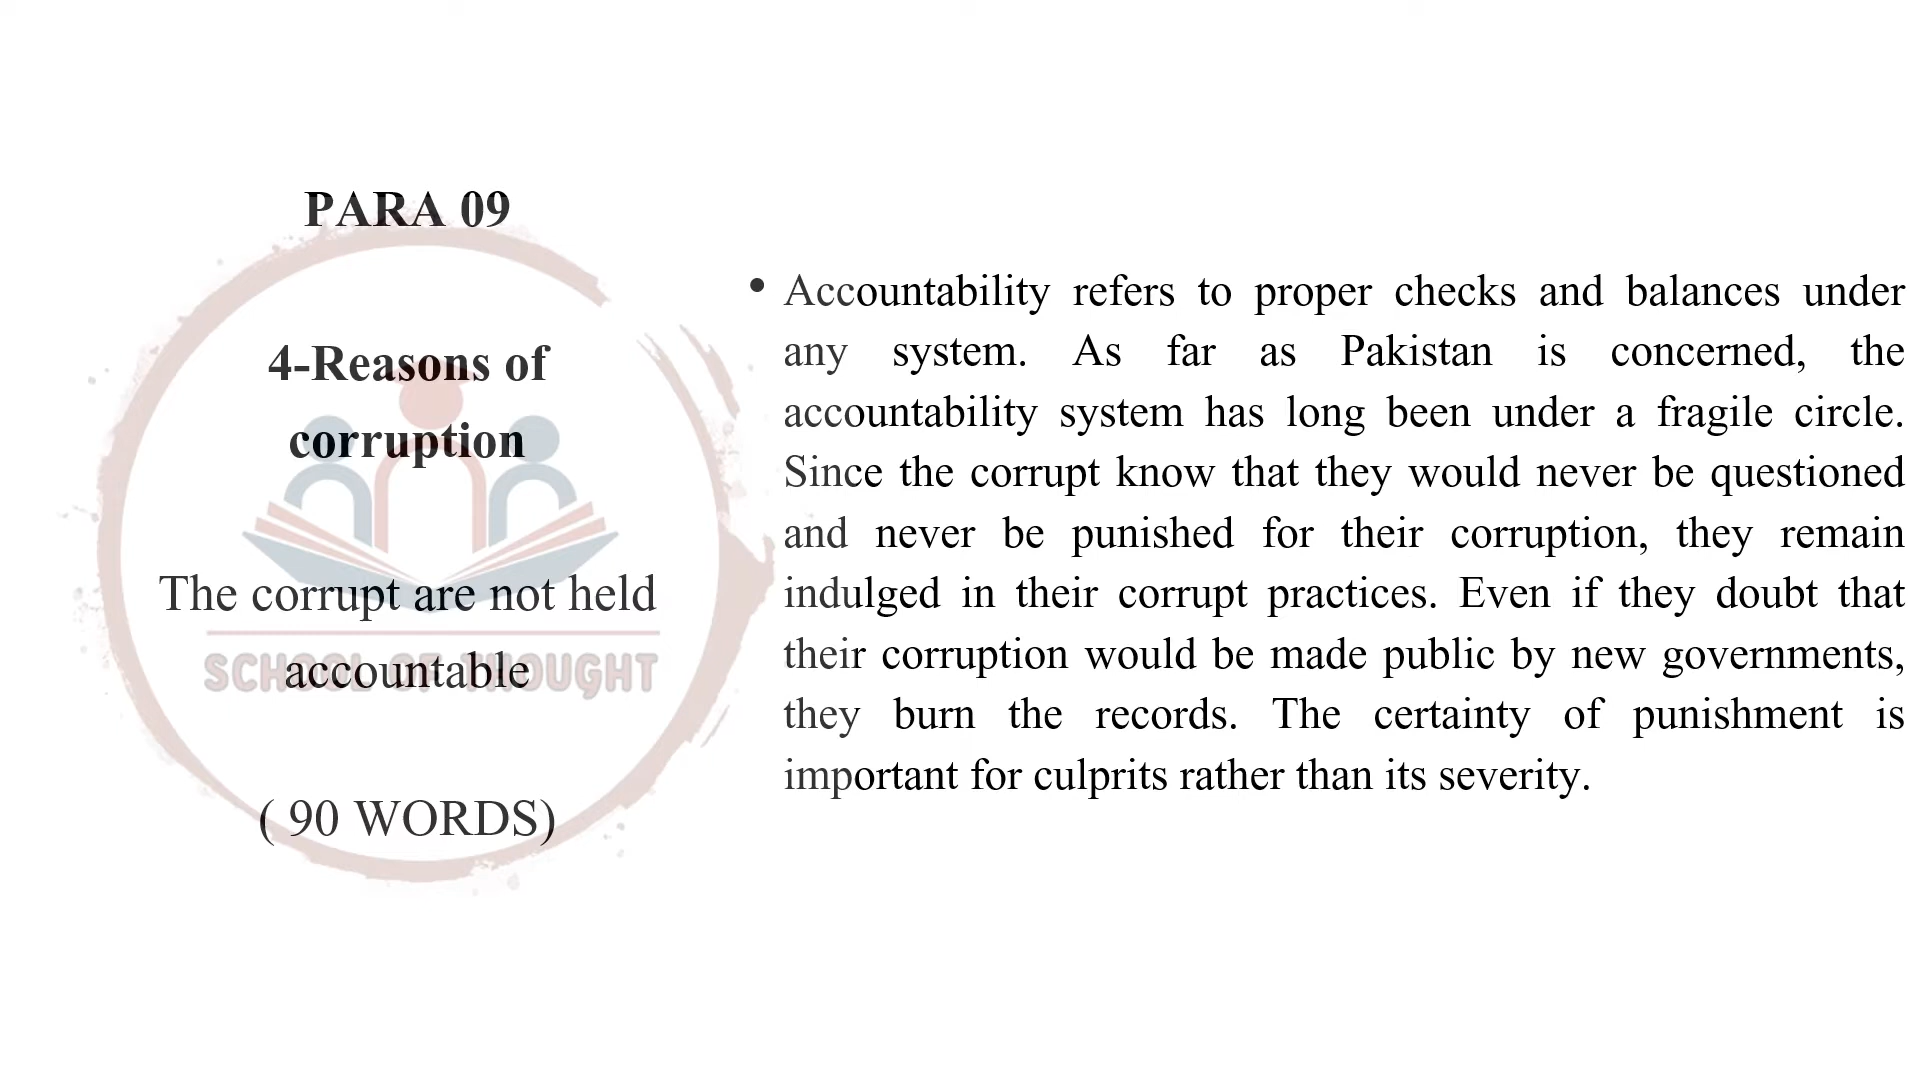 PARA 09
4-Reasons of
corruption
The corrupt are not held
accountable
SCHOOL OF THOUGHT
( 90 WORDS)
• Accountability refers to proper checks and balances under
any system. As far as Pakistan is concerned, the
accountability system has long been under a fragile circle.
Since the corrupt know that they would never be questioned
and never be punished for their corruption, they remain
indulged in their corrupt practices. Even if they doubt that
their corruption would be made public by new governments,
they burn the records. The certainty of punishment is
important for culprits rather than its severity.